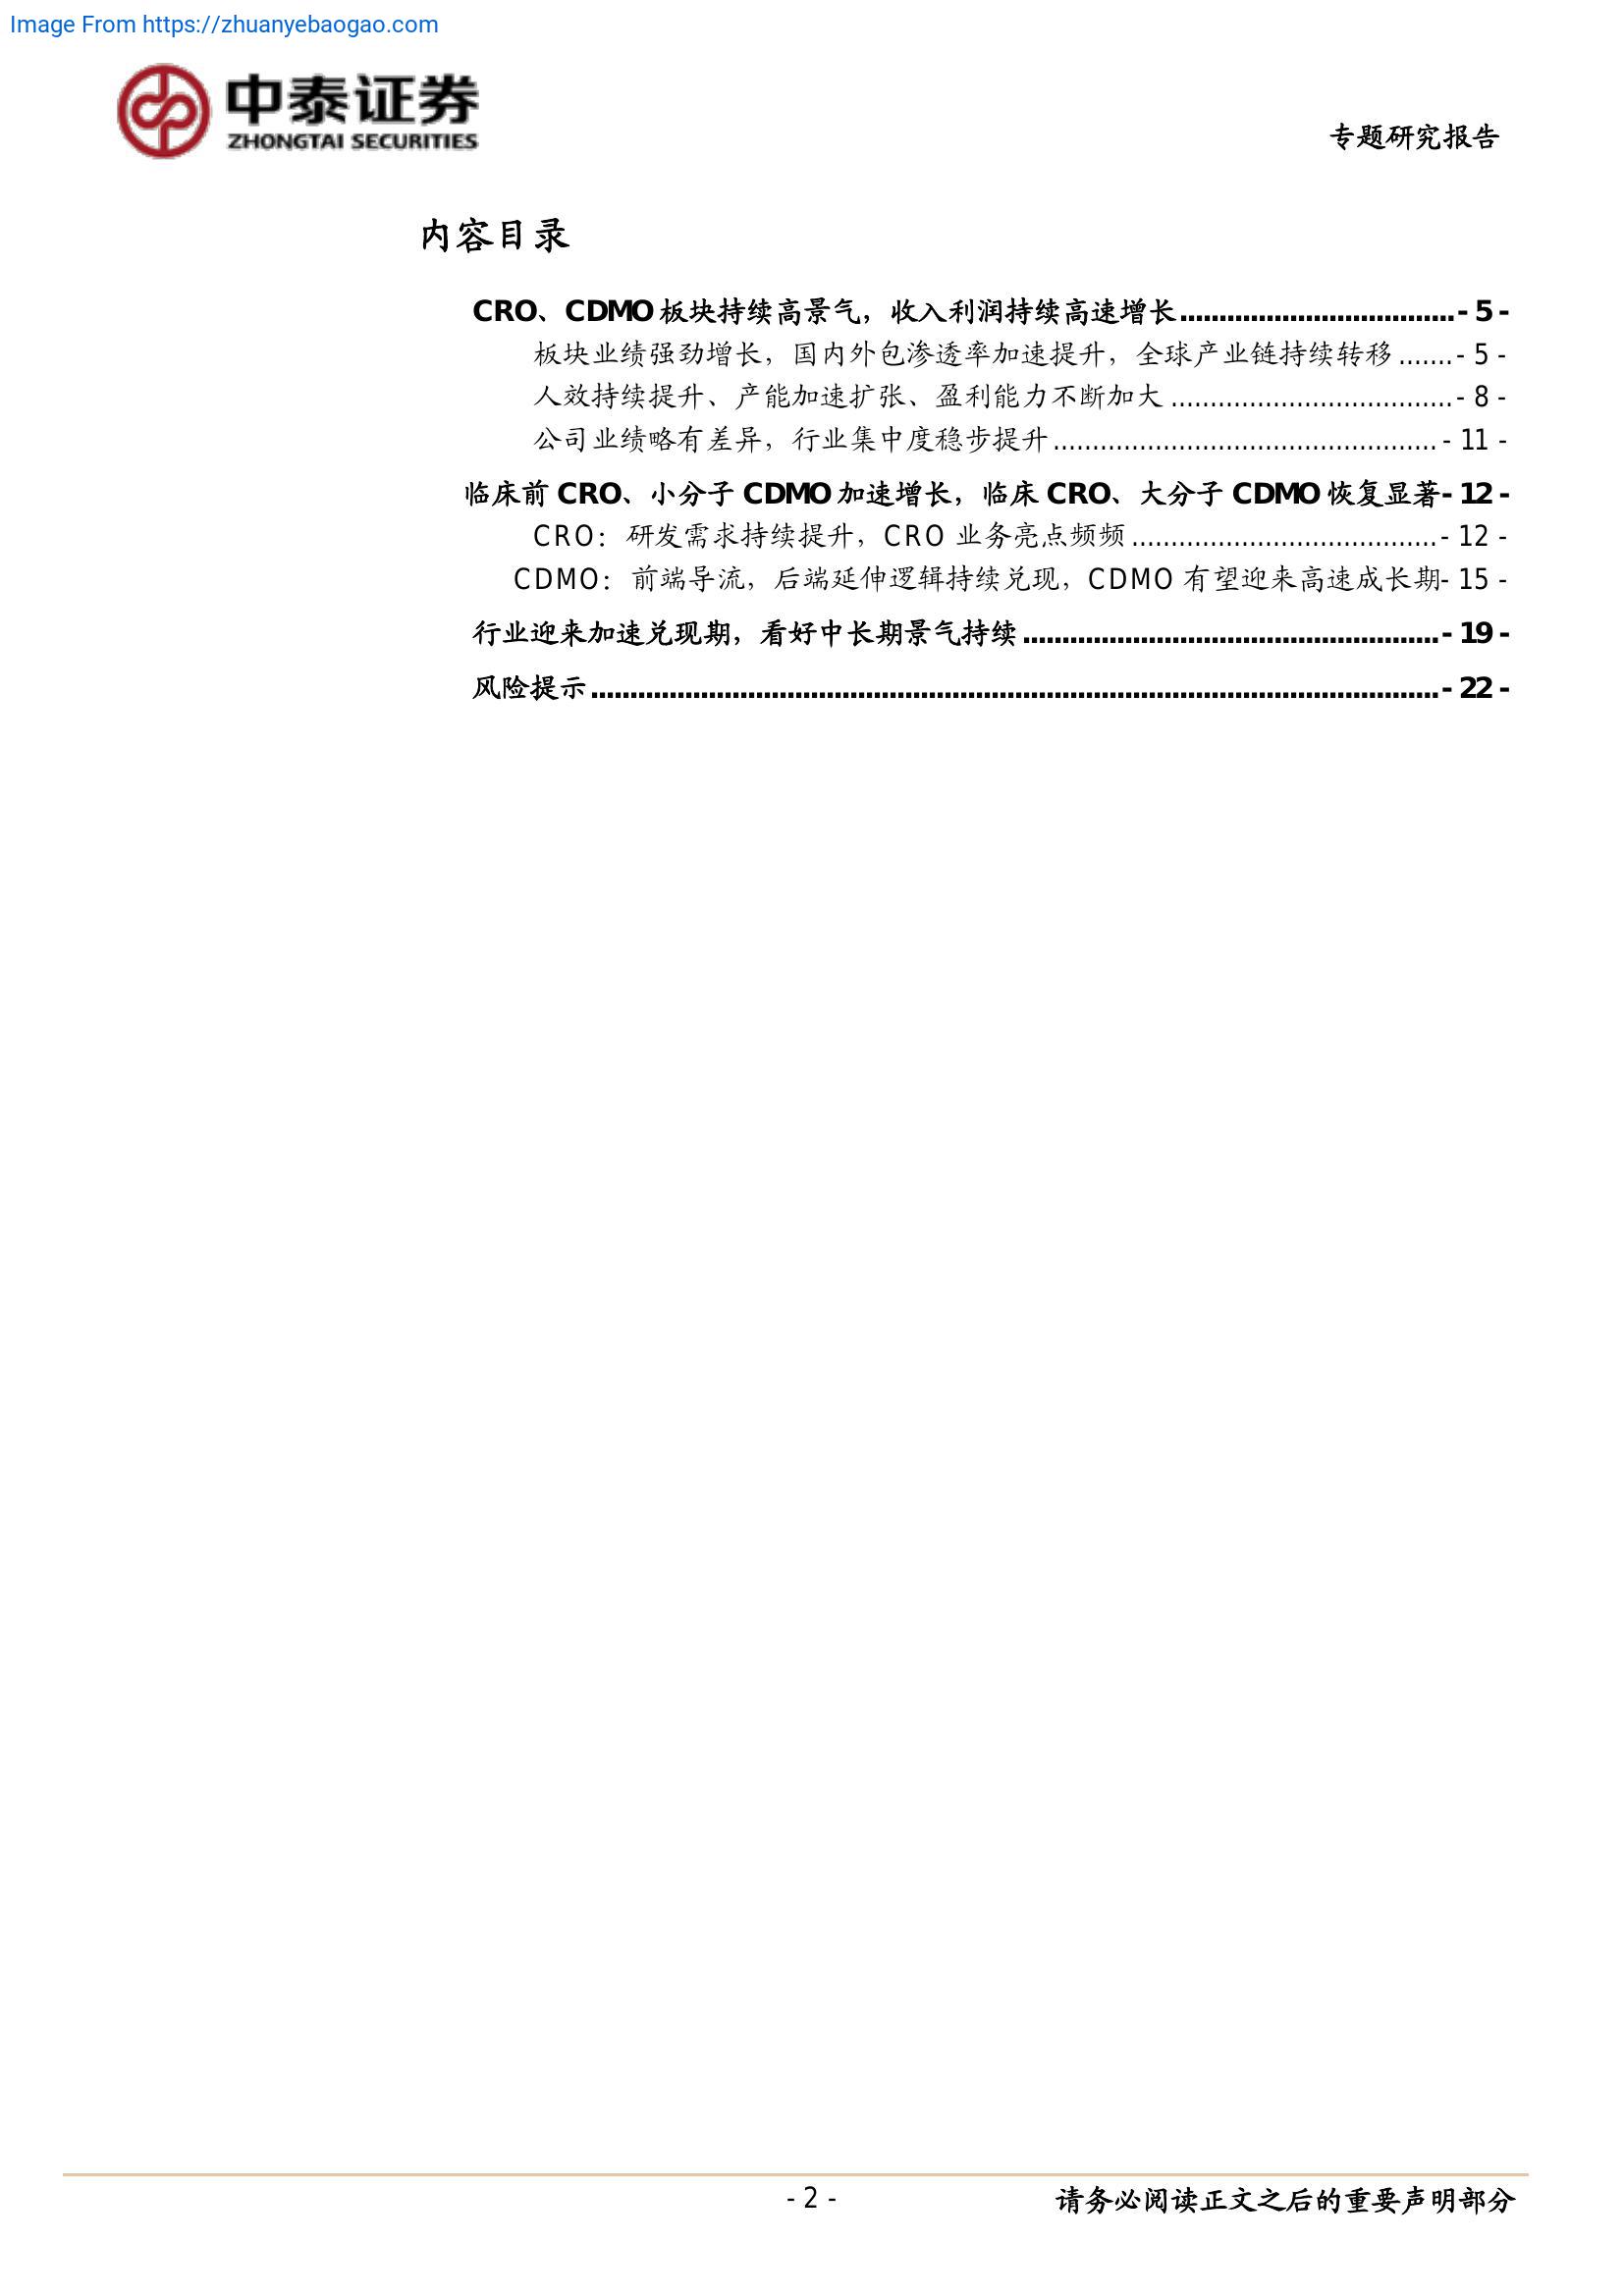 Image From https://zhuanyebaogao.com
中泰证券
ZHONGTAI SECURITIES
专题研究报告
内容目录
CRO、CDMO 板块持续高景气，收入利润持续高速增长...................................- 5 -
板块业绩强劲增长，国内外包渗透率加速提升，全球产业链持续转移.......- 5 -
人效持续提升、产能加速扩张、盈利能力不断加大....................................- 8 -
公司业绩略有差异，行业集中度稳步提升.................................................- 11 -
临床前 CRO、小分子 CDMO 加速增长，临床 CRO、大分子 CDMO 恢复显著- 12 -
CRO：研发需求持续提升，CRO 业务亮点频频.......................................- 12 -
CDMO：前端导流，后端延伸逻辑持续兑现，CDMO 有望迎来高速成长期- 15 -
行业迎来加速兑现期，看好中长期景气持续.....................................................- 19 -
风险提示............................................................................................................- 22 -
- 2 -
请务必阅读正文之后的重要声明部分